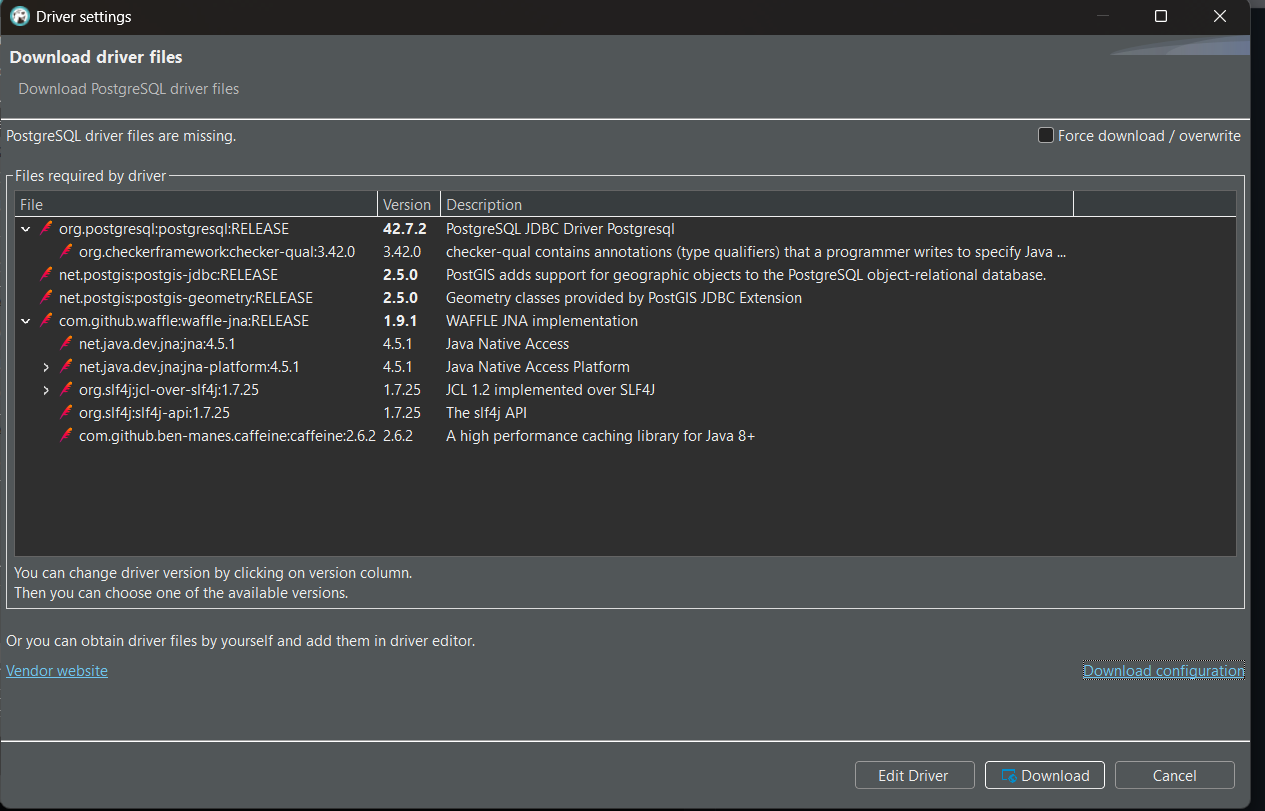 Driver settings
Download driver files
Download PostgreSQL driver files
PostgreSQL driver files are missing.
Force download / overwrite
Files required by driver
File Version Description
org.postgresql:postgresql:RELEASE 42.7.2 PostgreSQL JDBC Driver Postgresql
org.checkerframework:checker-qual:3.42.0 3.42.0 checker-qual contains annotations (type qualifiers) that a programmer writes to specify Java ...
net.postgis:postgis-jdbc:RELEASE 2.5.0 PostGIS adds support for geographic objects to the PostgreSQL object-relational database.
net.postgis:postgis-geometry:RELEASE 2.5.0 Geometry classes provided by PostGIS JDBC Extension
com.github.waffle:waffle-jna:RELEASE 1.9.1 WAFFLE JNA implementation
net.java.dev.jna:jna:4.5.1 4.5.1 Java Native Access
net.java.dev.jna:jna-platform:4.5.1 4.5.1 Java Native Access Platform
org.slf4j:jcl-over-slf4j:1.7.25 1.7.25 JCL 1.2 implemented over SLF4J
org.slf4j:slf4j-api:1.7.25 1.7.25 The slf4j API
com.github.ben-manes.caffeine:caffeine:2.6.2 2.6.2 A high performance caching library for Java 8+
You can change driver version by clicking on version column.
Then you can choose one of the available versions.
Or you can obtain driver files by yourself and add them in driver editor.
Vendor website
Download configuration
Edit Driver
Download
Cancel